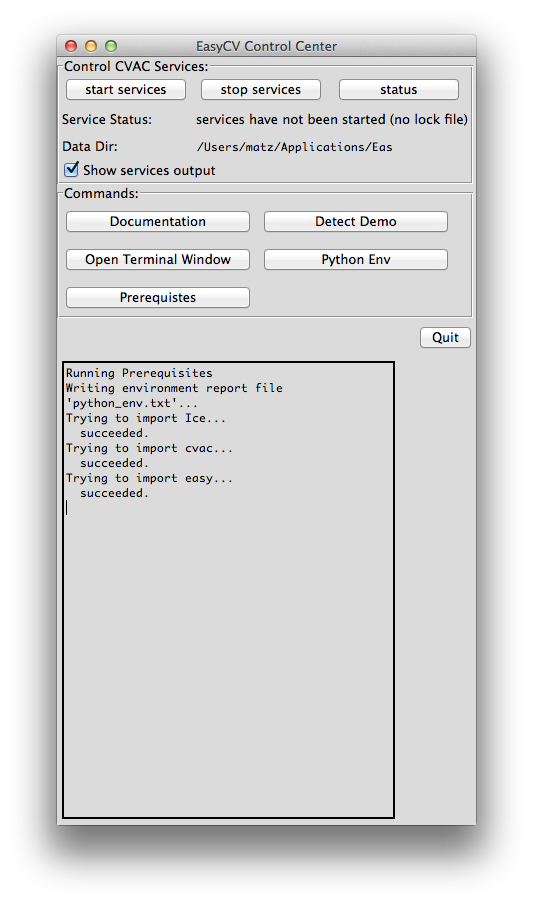 EasyCV Control Center
Control CVAC Services:
start services stop services status
Service Status: services have not been started (no lock file)
Data Dir: /Users/matz/Applications/Eas
Show services output
Commands:
Documentation Detect Demo
Open Terminal Window Python Env
Prerequistes
Quit
Running Prerequisites
Writing environment report file
'python_env.txt'...
Trying to import Ice...
succeeded.
Trying to import cvac...
succeeded.
Trying to import easy...
succeeded.